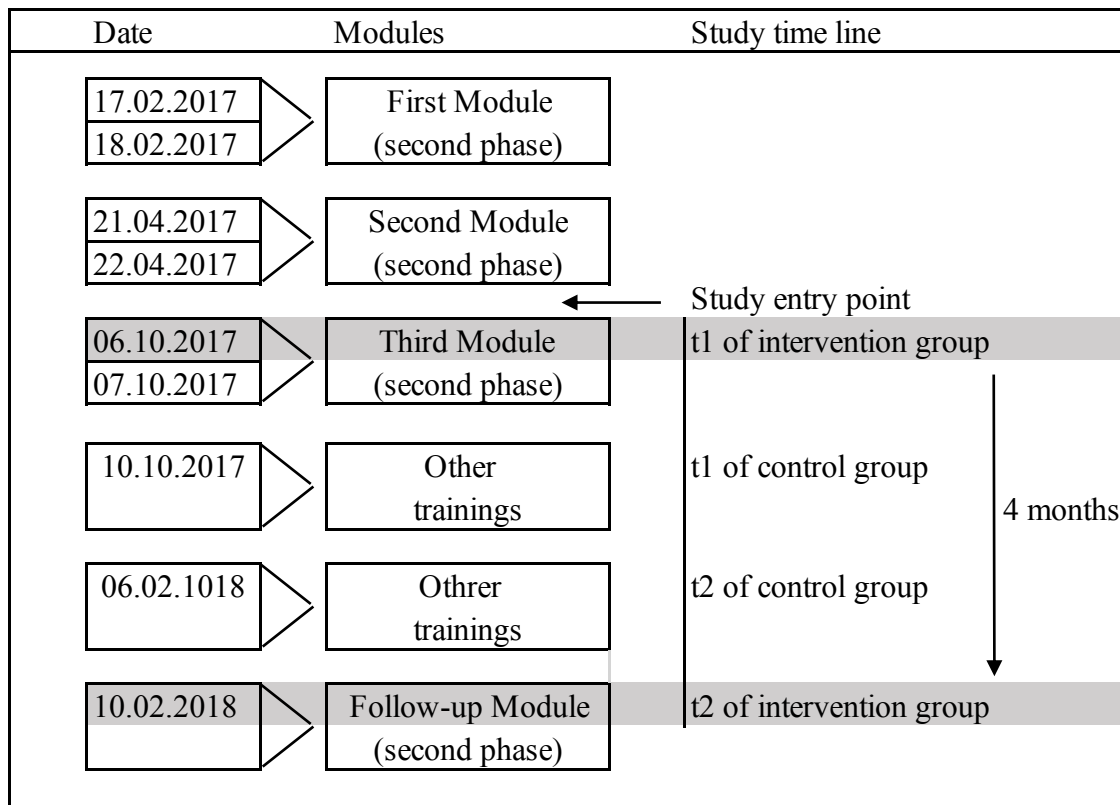 Date Modules Study time line
17.02.2017 First Module
18.02.2017 (second phase)
21.04.2017 Second Module
22.04.2017 (second phase)
Study entry point
06.10.2017 Third Module t1 of intervention group
07.10.2017 (second phase)
10.10.2017 Other t1 of control group
trainings
4 months
06.02.1018 Othrer t2 of control group
trainings
10.02.2018 Follow-up Module t2 of intervention group
(second phase)